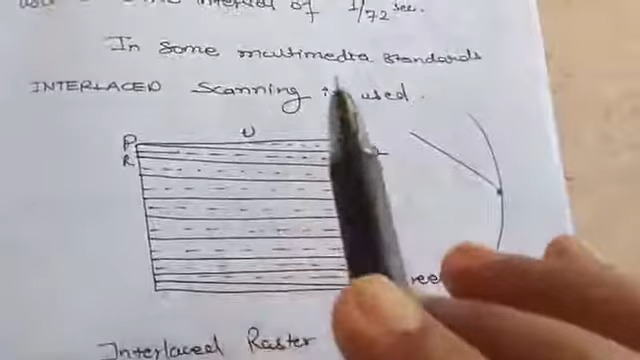 interval of 1/72 sec.
In some multimedia standards
INTERLACED Scanning is used.
U
P
R
Interlaced Raster